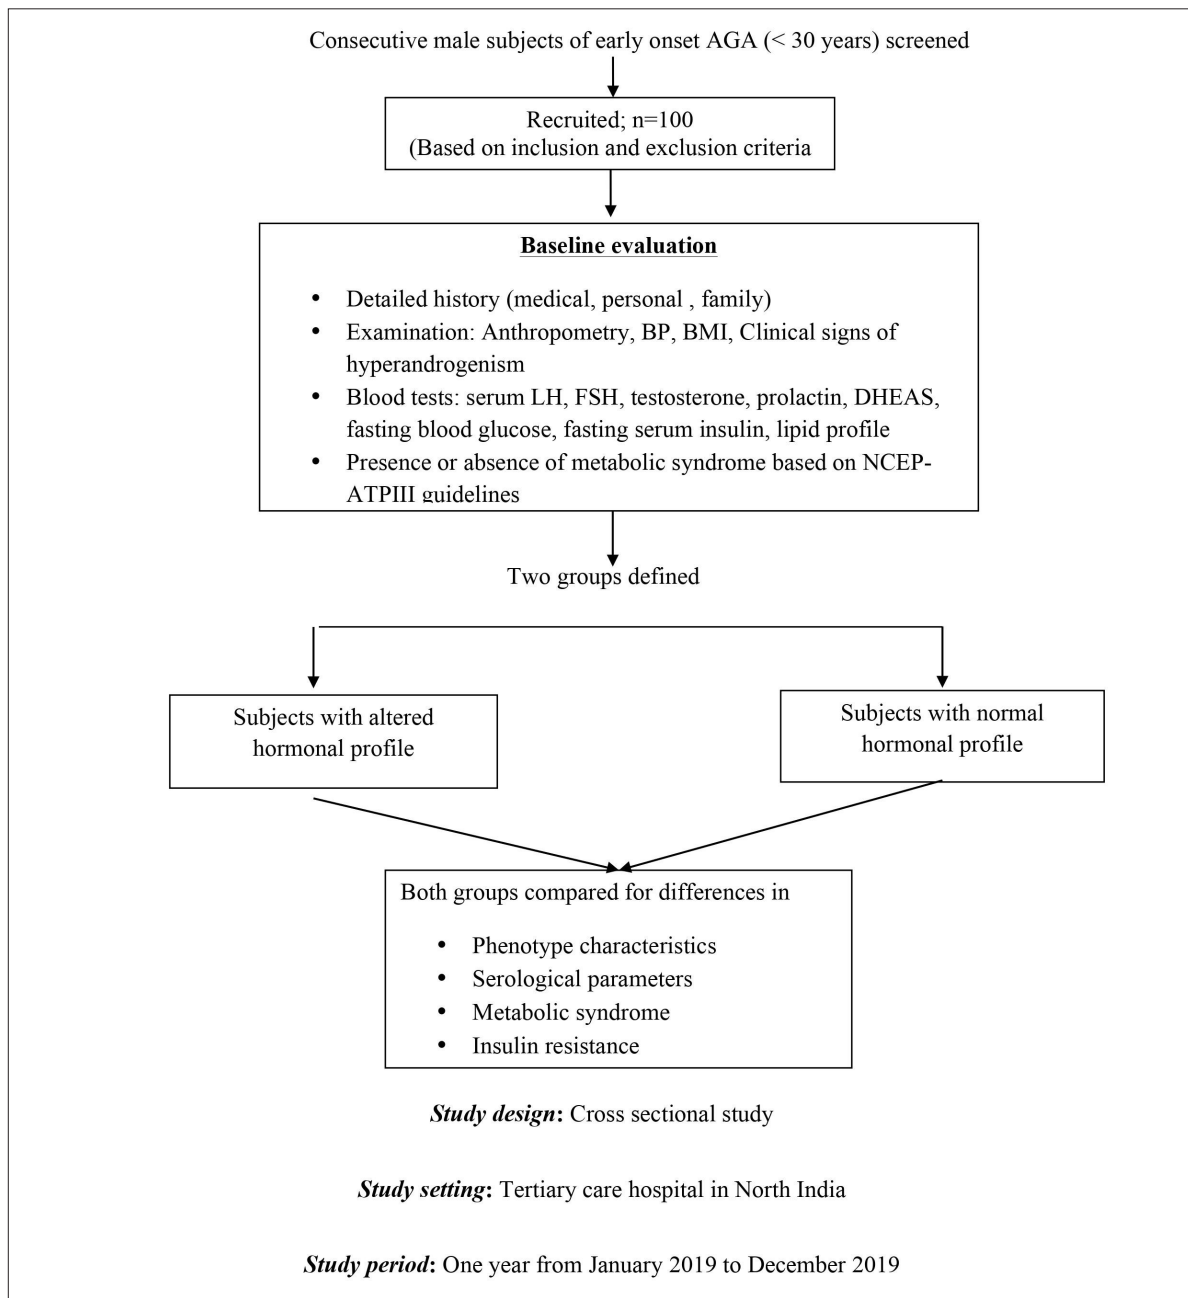 Consecutive male subjects of early onset AGA (< 30 years) screened
Recruited; n=100
(Based on inclusion and exclusion criteria
Baseline evaluation
• Detailed history (medical, personal , family)
• Examination: Anthropometry, BP, BMI, Clinical signs of
hyperandrogenism
• Blood tests: serum LH, FSH, testosterone, prolactin, DHEAS,
fasting blood glucose, fasting serum insulin, lipid profile
• Presence or absence of metabolic syndrome based on NCEP-
ATPIII guidelines
Two groups defined
Subjects with altered
hormonal profile
Subjects with normal
hormonal profile
Both groups compared for differences in
• Phenotype characteristics
• Serological parameters
• Metabolic syndrome
• Insulin resistance
Study design: Cross sectional study
Study setting: Tertiary care hospital in North India
Study period: One year from January 2019 to December 2019